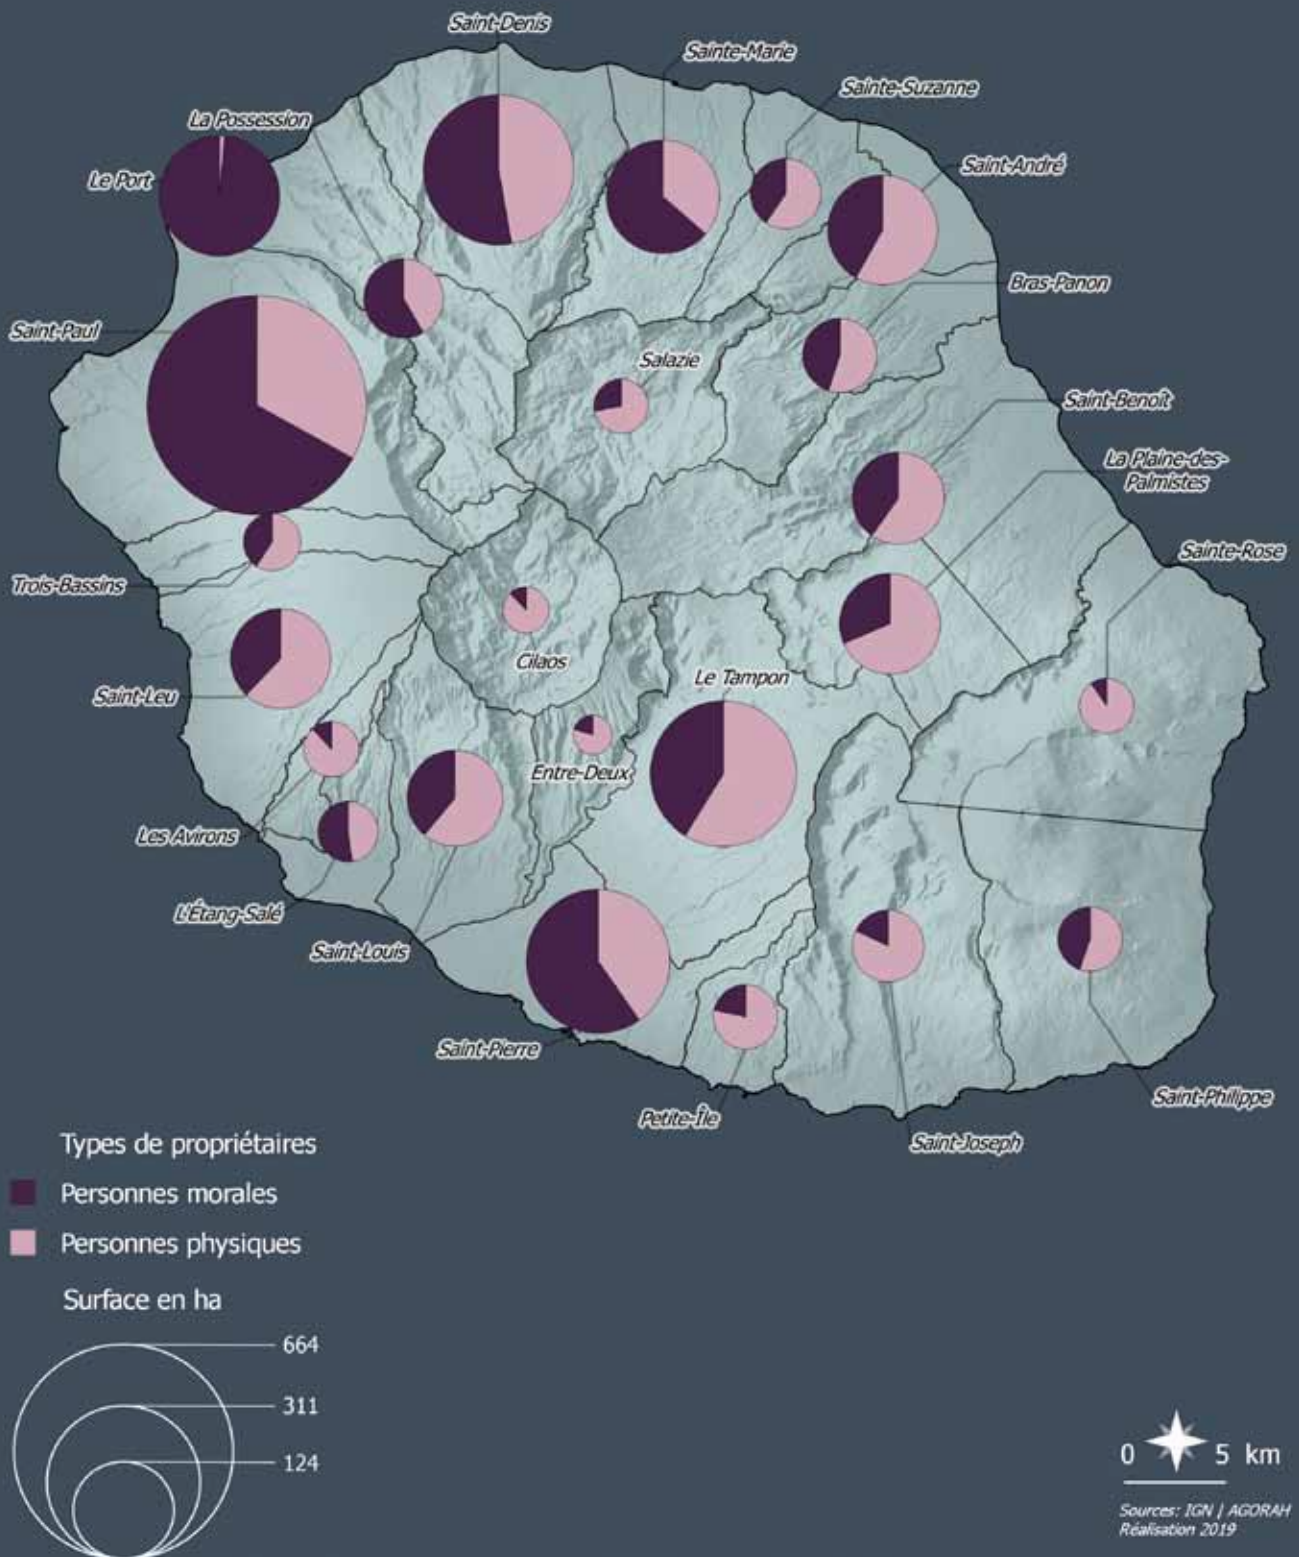 Saint-Denis
Sainte-Marie
Sainte-Suzanne
La Possession
Saint-André
Le Port
Bras-Panon
Saint-Paul
Salazie
Saint-Benoît
La Plaine-des-
Palmistes
Sainte-Rose
Trois-Bassins
Cilaos
Le Tampon
Saint-Leu
Entre-Deux
Les Avirons
L'Étang-Salé
Saint-Louis
Saint-Pierre
Petite-Île
Saint-Philippe
Saint-Joseph
Types de propriétaires
Personnes morales
Personnes physiques
Surface en ha
664
311
124
0 5 km
Sources: IGN | AGORAH
Réalisation 2019